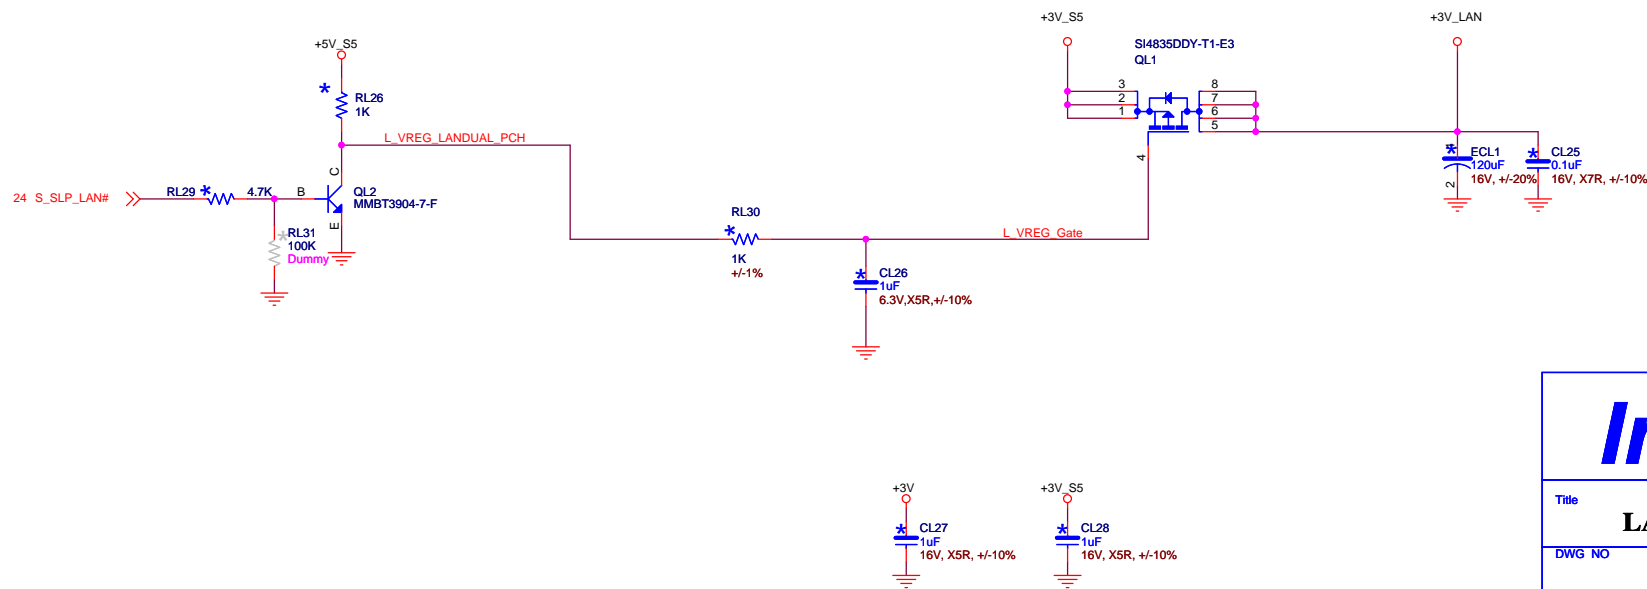 +3V_S5
+3V_LAN
+5V_S5
SI4835DDY-T1-E3
QL1
RL26
1K
3
2
1
8
7
6
5
4
L_VREG_LANDUAL_PCH
ECL1
120uF
16V, +/-20%
1
2
CL25
0.1uF
16V, X7R, +/-10%
24 S_SLP_LAN#
RL29
4.7K
B
C
E
QL2
MMBT3904-7-F
RL31
100K
Dummy
RL30
1K
+/-1%
L_VREG_Gate
CL26
1uF
6.3V,X5R,+/-10%
+3V
CL27
1uF
16V, X5R, +/-10%
+3V_S5
CL28
1uF
16V, X5R, +/-10%
Title
DWG NO